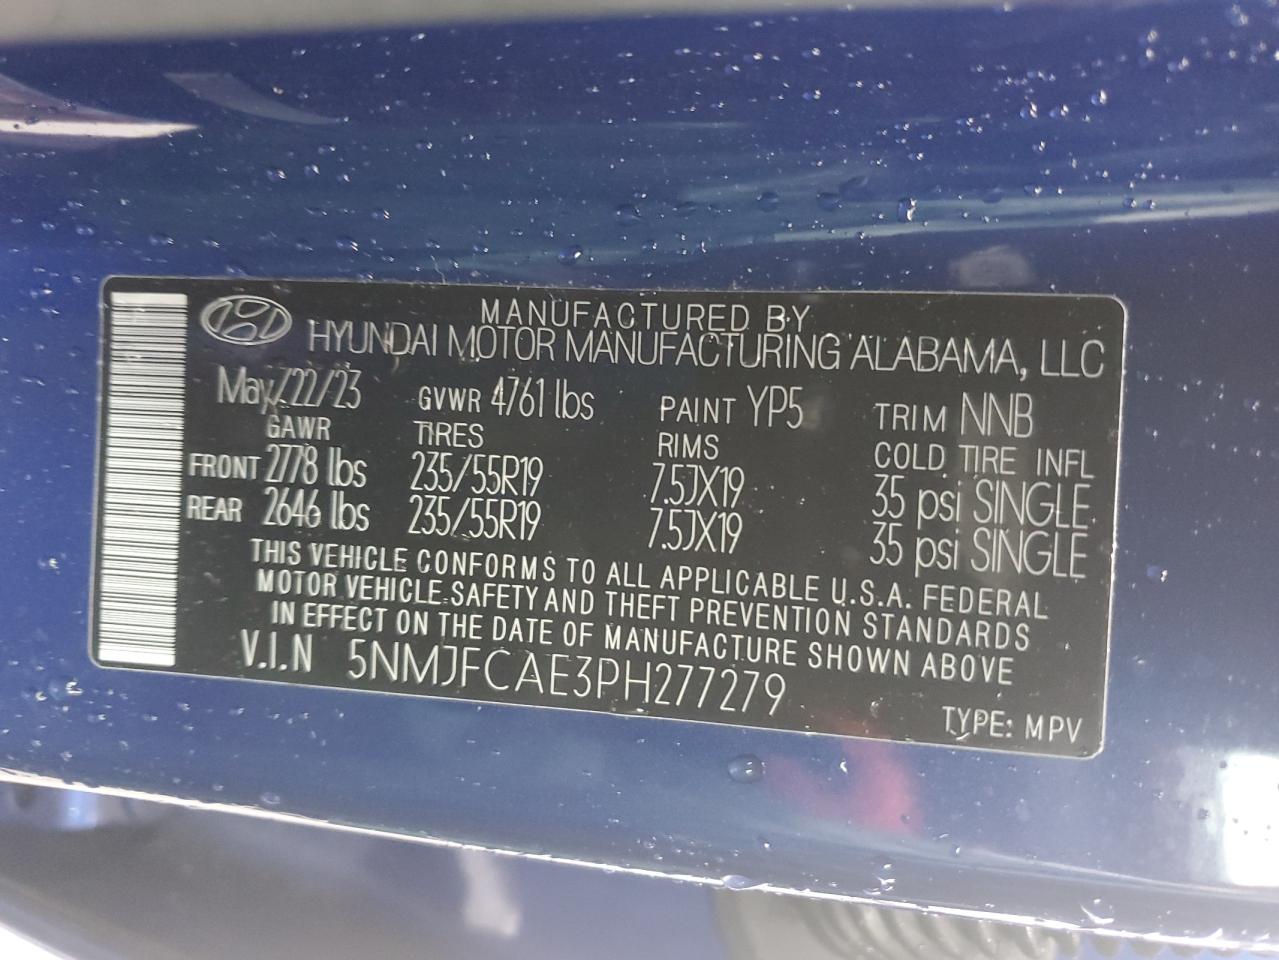 MANUFACTURED BY
HYUNDAI MOTOR MANUFACTURING ALABAMA, LLC
May/22/23 GVWR 4761 lbs PAINT YP5 TRIM NNB
GAWR TIRES RIMS COLD TIRE INFL
FRONT 2778 lbs 235/55R19 7.5JX19 35 psi SINGLE
REAR 2646 lbs 235/55R19 7.5JX19 35 psi SINGLE
THIS VEHICLE CONFORMS TO ALL APPLICABLE U.S.A. FEDERAL
MOTOR VEHICLE SAFETY AND THEFT PREVENTION STANDARDS
IN EFFECT ON THE DATE OF MANUFACTURE SHOWN ABOVE
V.I.N 5NMJFCAE3PH277279
TYPE: MPV